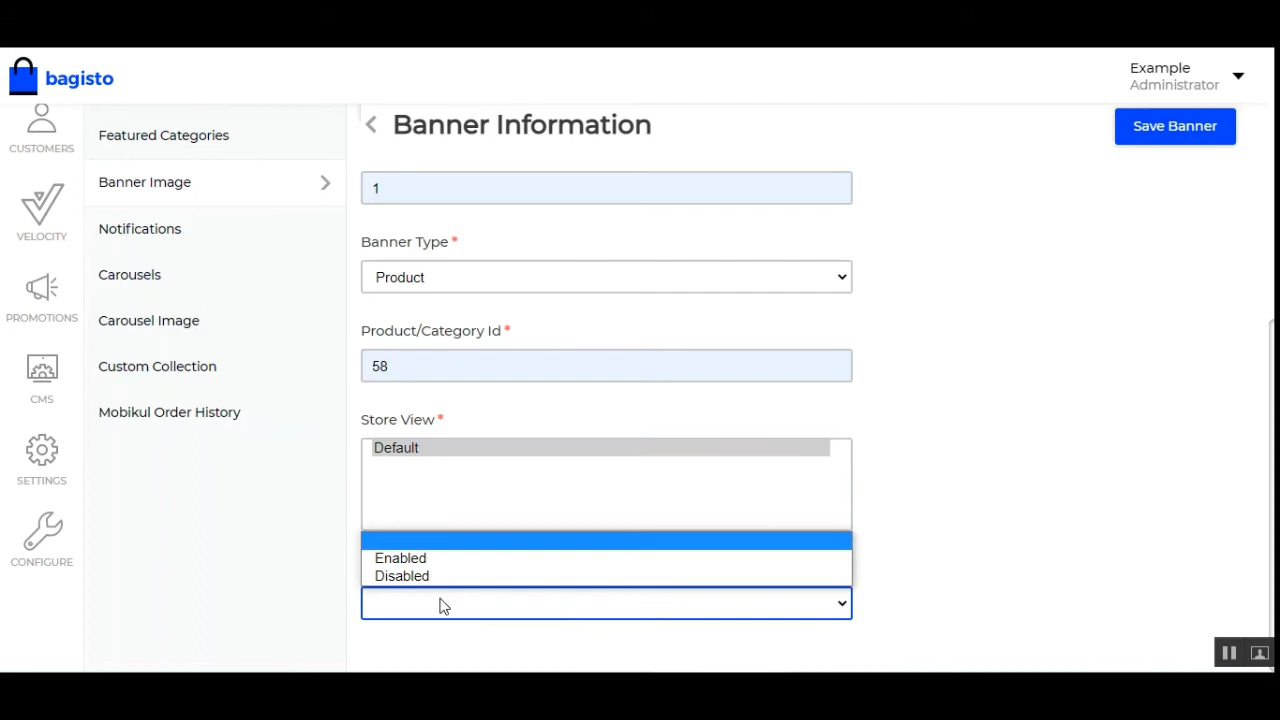 bagisto
Example
Administrator
CUSTOMERS
VELOCITY
PROMOTIONS
CMS
SETTINGS
CONFIGURE
Featured Categories
Banner Image
Notifications
Carousels
Carousel Image
Custom Collection
Mobikul Order History
Banner Information
Save Banner
1
Banner Type *
Product
Product/Category Id *
58
Store View *
Default
Enabled
Disabled